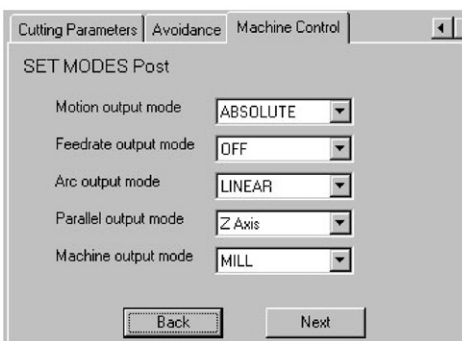 Cutting Parameters Avoidance Machine Control
SET MODES Post
Motion output mode ABSOLUTE
Feedrate output mode OFF
Arc output mode LINEAR
Parallel output mode Z Axis
Machine output mode MILL
Back Next